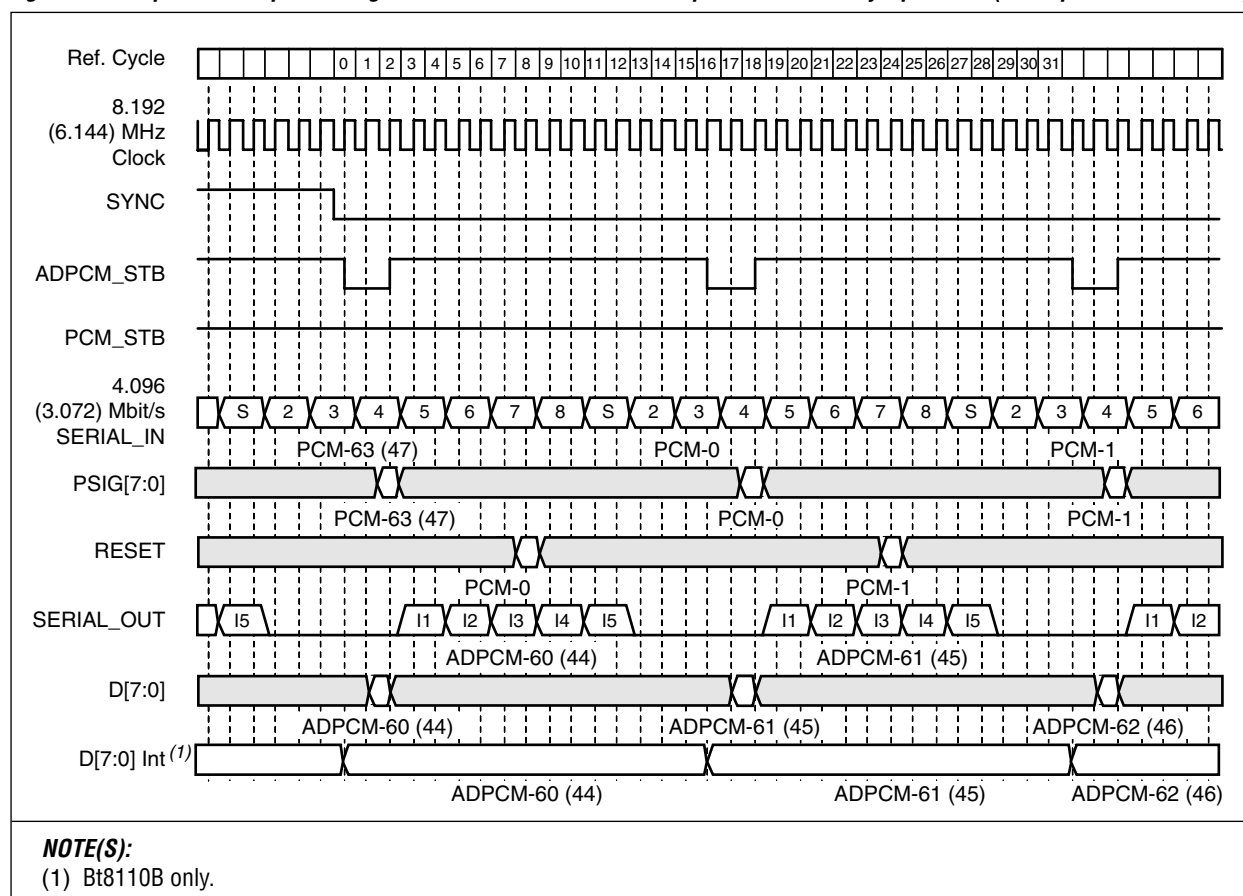 Ref. Cycle 0 1 2 3 4 5 6 7 8 9 10 11 12 13 14 15 16 17 18 19 20 21 22 23 24 25 26 27 28 29 30 31
8.192
(6.144) MHz
Clock
SYNC
ADPCM_STB
PCM_STB
4.096
(3.072) Mbit/s
SERIAL_IN
S 2 3 4 5 6 7 8 S 2 3 4 5 6 7 8 S 2 3 4 5 6
PCM-63 (47) PCM-0 PCM-1
PSIG[7:0]
PCM-63 (47) PCM-0 PCM-1
RESET
PCM-0 PCM-1
SERIAL_OUT I5 I1 I2 I3 I4 I5 I1 I2 I3 I4 I5 I1 I2
ADPCM-60 (44) ADPCM-61 (45)
D[7:0]
ADPCM-60 (44) ADPCM-61 (45) ADPCM-62 (46)
D[7:0] Int (1)
ADPCM-60 (44) ADPCM-61 (45) ADPCM-62 (46)
NOTE(S):
(1) Bt8110B only.